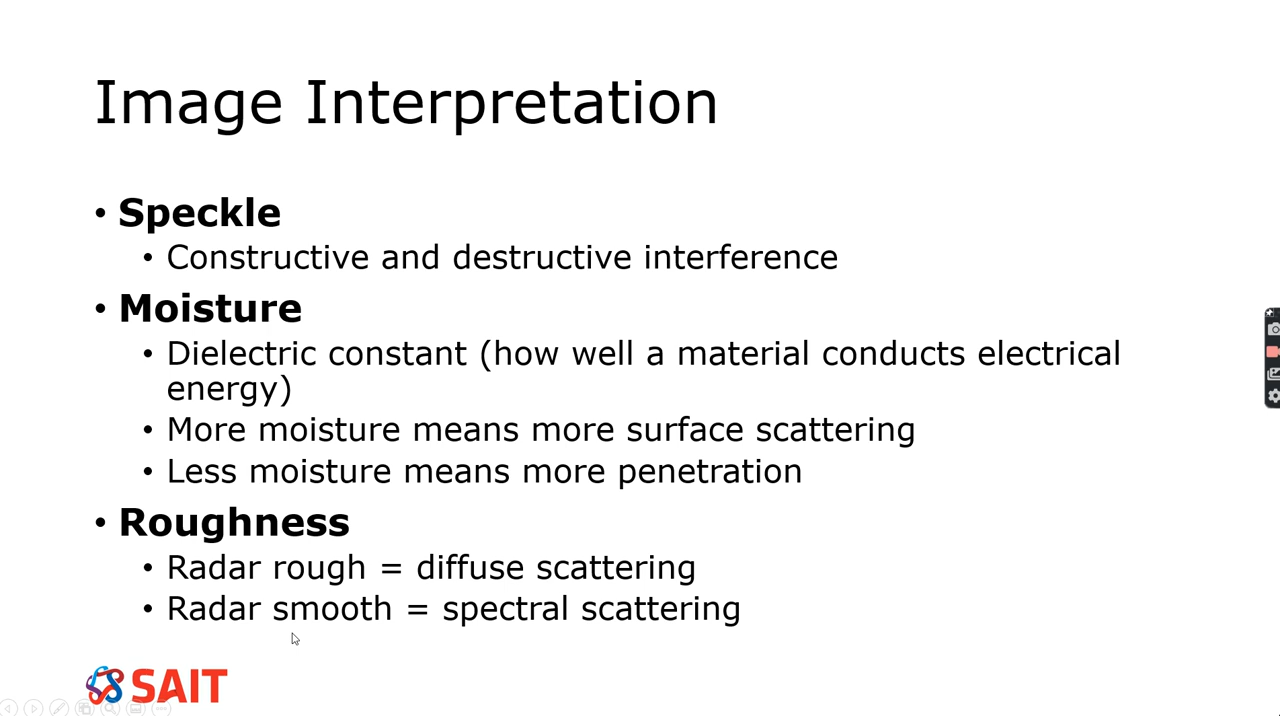 Image Interpretation
• Speckle
• Constructive and destructive interference
• Moisture
• Dielectric constant (how well a material conducts electrical
energy)
• More moisture means more surface scattering
• Less moisture means more penetration
• Roughness
• Radar rough = diffuse scattering
• Radar smooth = spectral scattering
SAIT